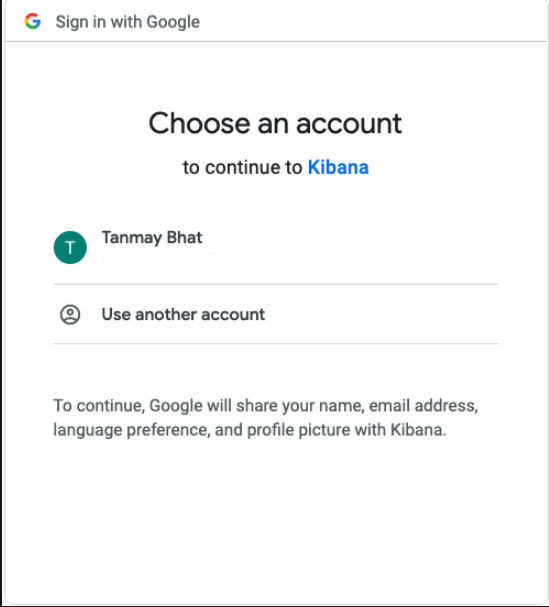 Sign in with Google
Choose an account
to continue to Kibana
T
Tanmay Bhat
Use another account
To continue, Google will share your name, email address,
language preference, and profile picture with Kibana.